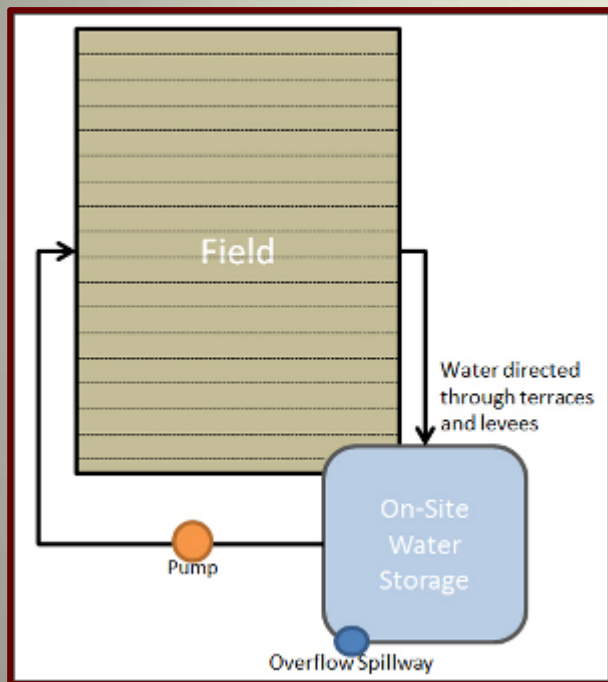 Field
Water directed
through terraces
and levees
On-Site
Water
Storage
Pump
Overflow Spillway